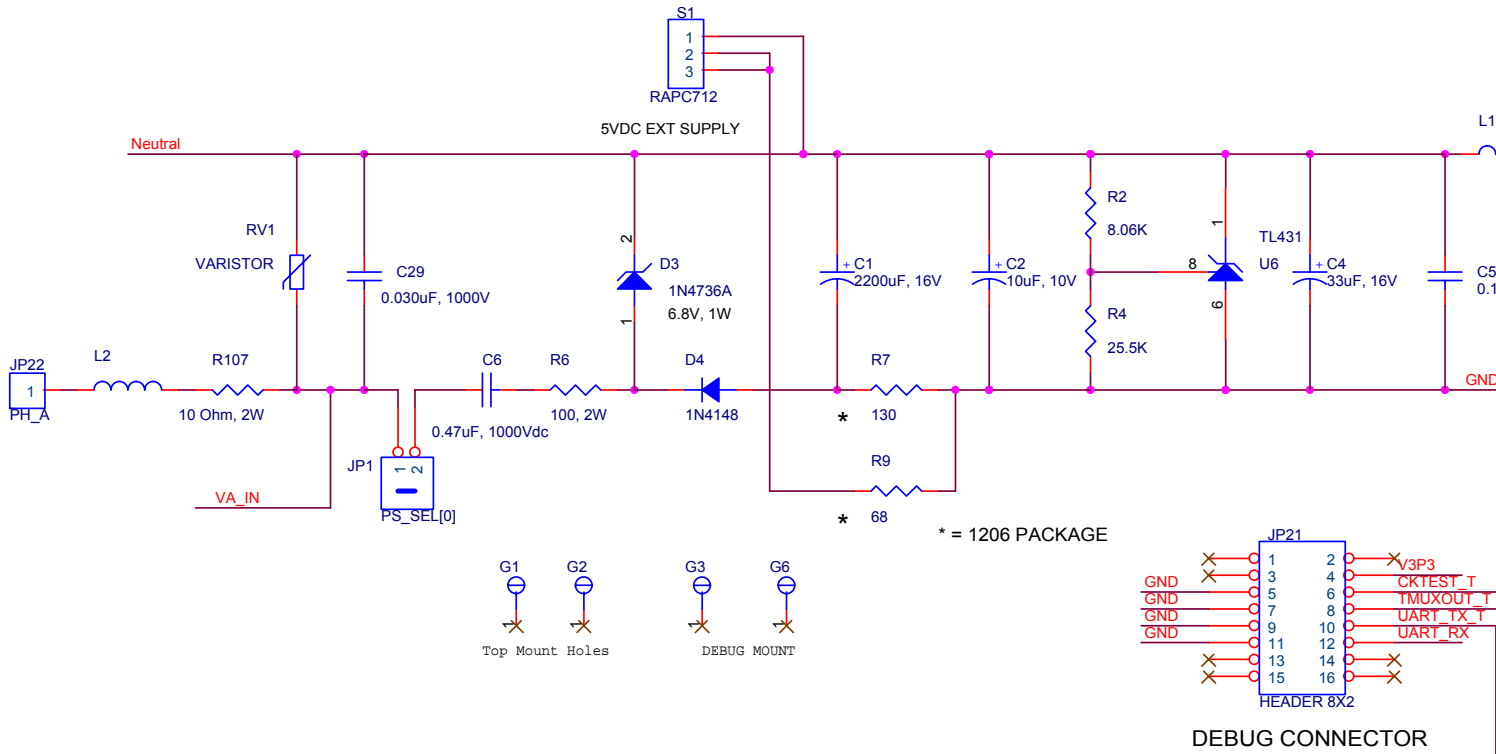 S1
1
2
3
RAPC712
5VDC EXT SUPPLY
L1
Neutral
RV1
VARISTOR
C29
0.030uF, 1000V
2
D3
1N4736A
6.8V, 1W
1
+ C1
2200uF, 16V
+ C2
10uF, 10V
R2
8.06K
R4
25.5K
1
8
6
TL431
U6
+ C4
33uF, 16V
C5
0.1
JP22
1
PH_A
L2
R107
10 Ohm, 2W
C6
0.47uF, 1000Vdc
R6
100, 2W
D4
1N4148
R7
* 130
GND
R9
* 68
* = 1206 PACKAGE
VA_IN
JP1
1 2
PS_SEL[0]
G1
1
G2
1
Top Mount Holes
G3
1
G6
1
DEBUG MOUNT
JP21
1 2
3 4 V3P3
GND 5 6 CKTEST_T
GND 7 8 TMUXOUT_T
GND 9 10 UART_TX_T
GND 11 12 UART_RX
13 14
15 16
HEADER 8X2
DEBUG CONNECTOR